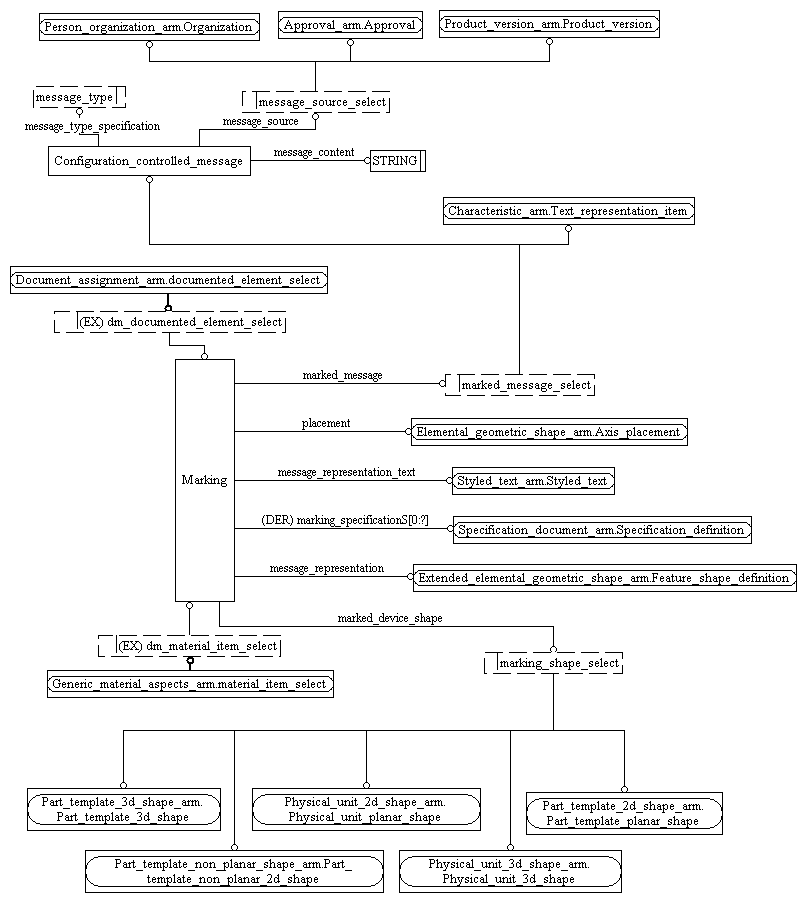 Person_organization_arm.Organization
Approval_arm.Approval
Product_version_arm.Product_version
message_type
message_source_select
message_type_specification
message_source
Configuration_controlled_message
message_content
STRING
Characteristic_arm.Text_representation_item
Document_assignment_arm.documented_element_select
(EX) dm_documented_element_select
marked_message
marked_message_select
placement
Elemental_geometric_shape_arm.Axis_placement
Marking
message_representation_text
Styled_text_arm.Styled_text
(DER) marking_specificationS[0:?]
Specification_document_arm.Specification_definition
message_representation
Extended_elemental_geometric_shape_arm.Feature_shape_definition
marked_device_shape
(EX) dm_material_item_select
marking_shape_select
Generic_material_aspects_arm.material_item_select
Part_template_3d_shape_arm.
Part_template_3d_shape
Physical_unit_2d_shape_arm.
Physical_unit_planar_shape
Part_template_2d_shape_arm.
Part_template_planar_shape
Part_template_non_planar_shape_arm.Part_
template_non_planar_2d_shape
Physical_unit_3d_shape_arm.
Physical_unit_3d_shape